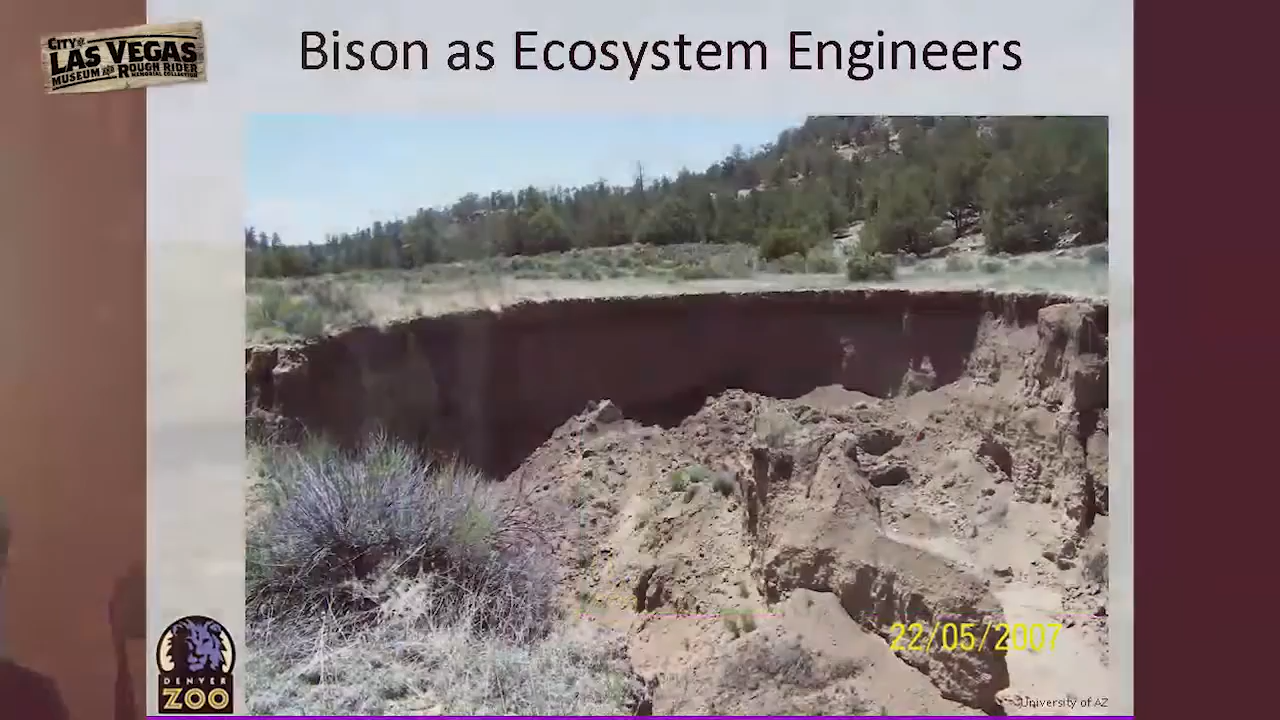 CITY of
LAS VEGAS
MUSEUM AND ROUGH RIDER
MEMORIAL COLLECTION
Bison as Ecosystem Engineers
22/05/2007
DENVER
ZOO
University of AZ